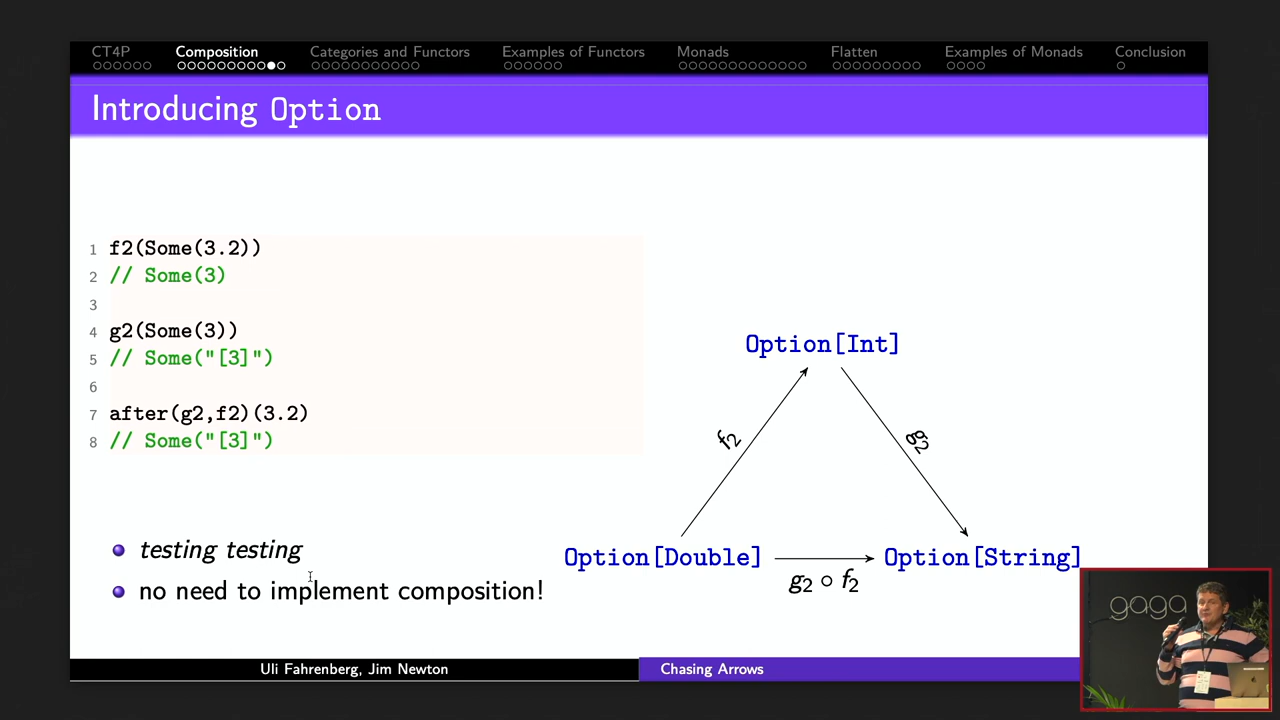 CT4P Composition Categories and Functors Examples of Functors Monads Flatten Examples of Monads Conclusion
Introducing Option
1 f2(Some(3.2))
2 // Some(3)
3
4 g2(Some(3))
5 // Some("[3]")
6
7 after(g2,f2)(3.2)
8 // Some("[3]")
testing testing
no need to implement composition!
Option[Int]
f2
g2
Option[Double]
Option[String]
g2 ∘ f2
Uli Fahrenberg, Jim Newton
Chasing Arrows
gaga